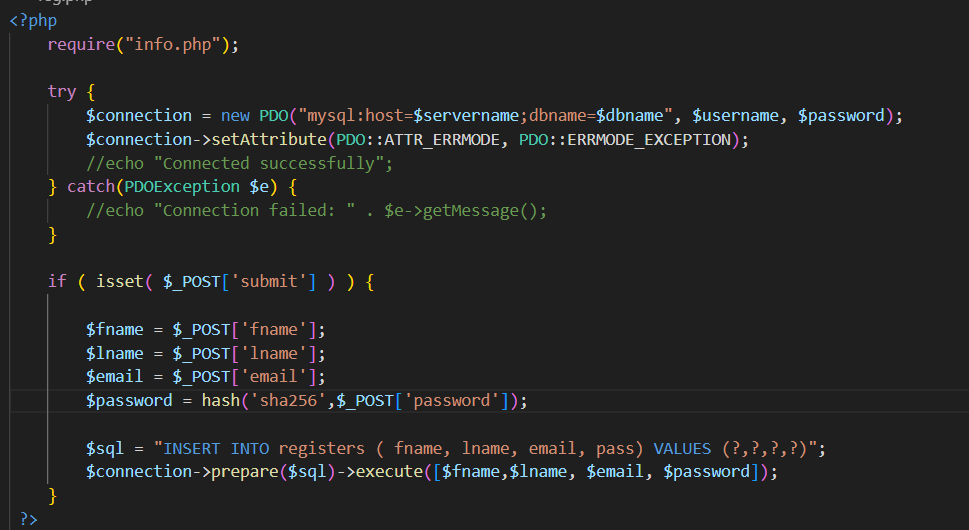 reg.php
<?php
require("info.php");
try {
$connection = new PDO("mysql:host=$servername;dbname=$dbname", $username, $password);
$connection->setAttribute(PDO::ATTR_ERRMODE, PDO::ERRMODE_EXCEPTION);
//echo "Connected successfully";
} catch(PDOException $e) {
//echo "Connection failed: " . $e->getMessage();
}
if ( isset( $_POST['submit'] ) ) {
$fname = $_POST['fname'];
$lname = $_POST['lname'];
$email = $_POST['email'];
$password = hash('sha256',$_POST['password']);
$sql = "INSERT INTO registers ( fname, lname, email, pass) VALUES (?,?,?,?)";
$connection->prepare($sql)->execute([$fname,$lname, $email, $password]);
}
?>